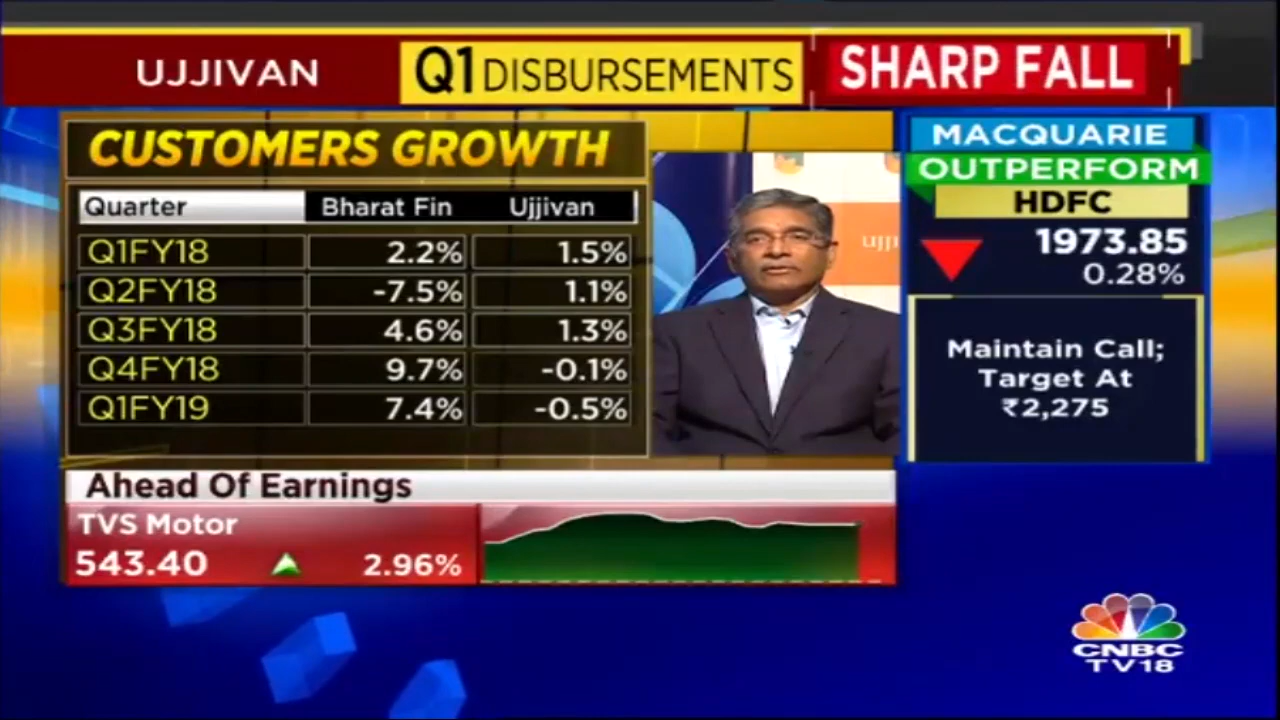 UJJIVAN
Q1 DISBURSEMENTS
SHARP FALL
CUSTOMERS GROWTH
Quarter Bharat Fin Ujjivan
Q1FY18 2.2% 1.5%
Q2FY18 -7.5% 1.1%
Q3FY18 4.6% 1.3%
Q4FY18 9.7% -0.1%
Q1FY19 7.4% -0.5%
ujji
MACQUARIE
OUTPERFORM
HDFC
1973.85
0.28%
Maintain Call;
Target At
₹2,275
Ahead Of Earnings
TVS Motor
543.40 2.96%
CNBC
TV18